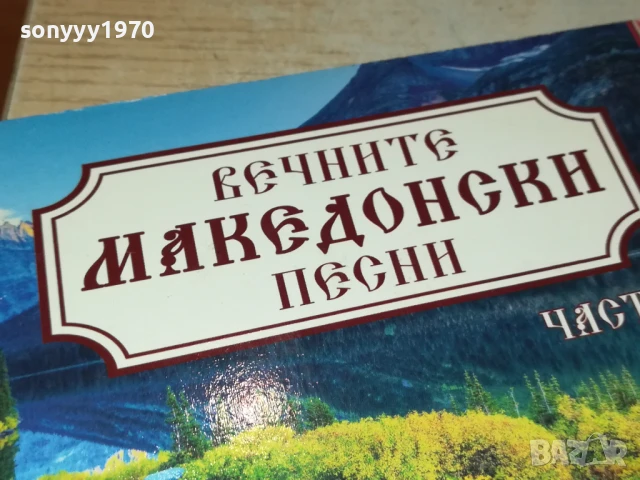 sonyyy1970
ВЕЧНИТЕ
МАКЕДОНСКИ
ПЕСНИ
ЧАСТ
BAZAR